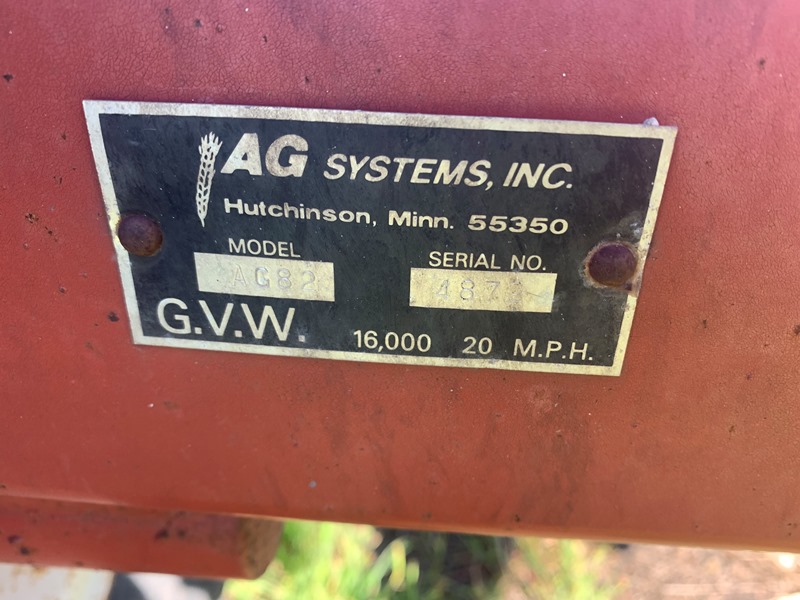 AG SYSTEMS, INC.
Hutchinson, Minn. 55350
MODEL
AG82
SERIAL NO.
487
G.V.W. 16,000 20 M.P.H.